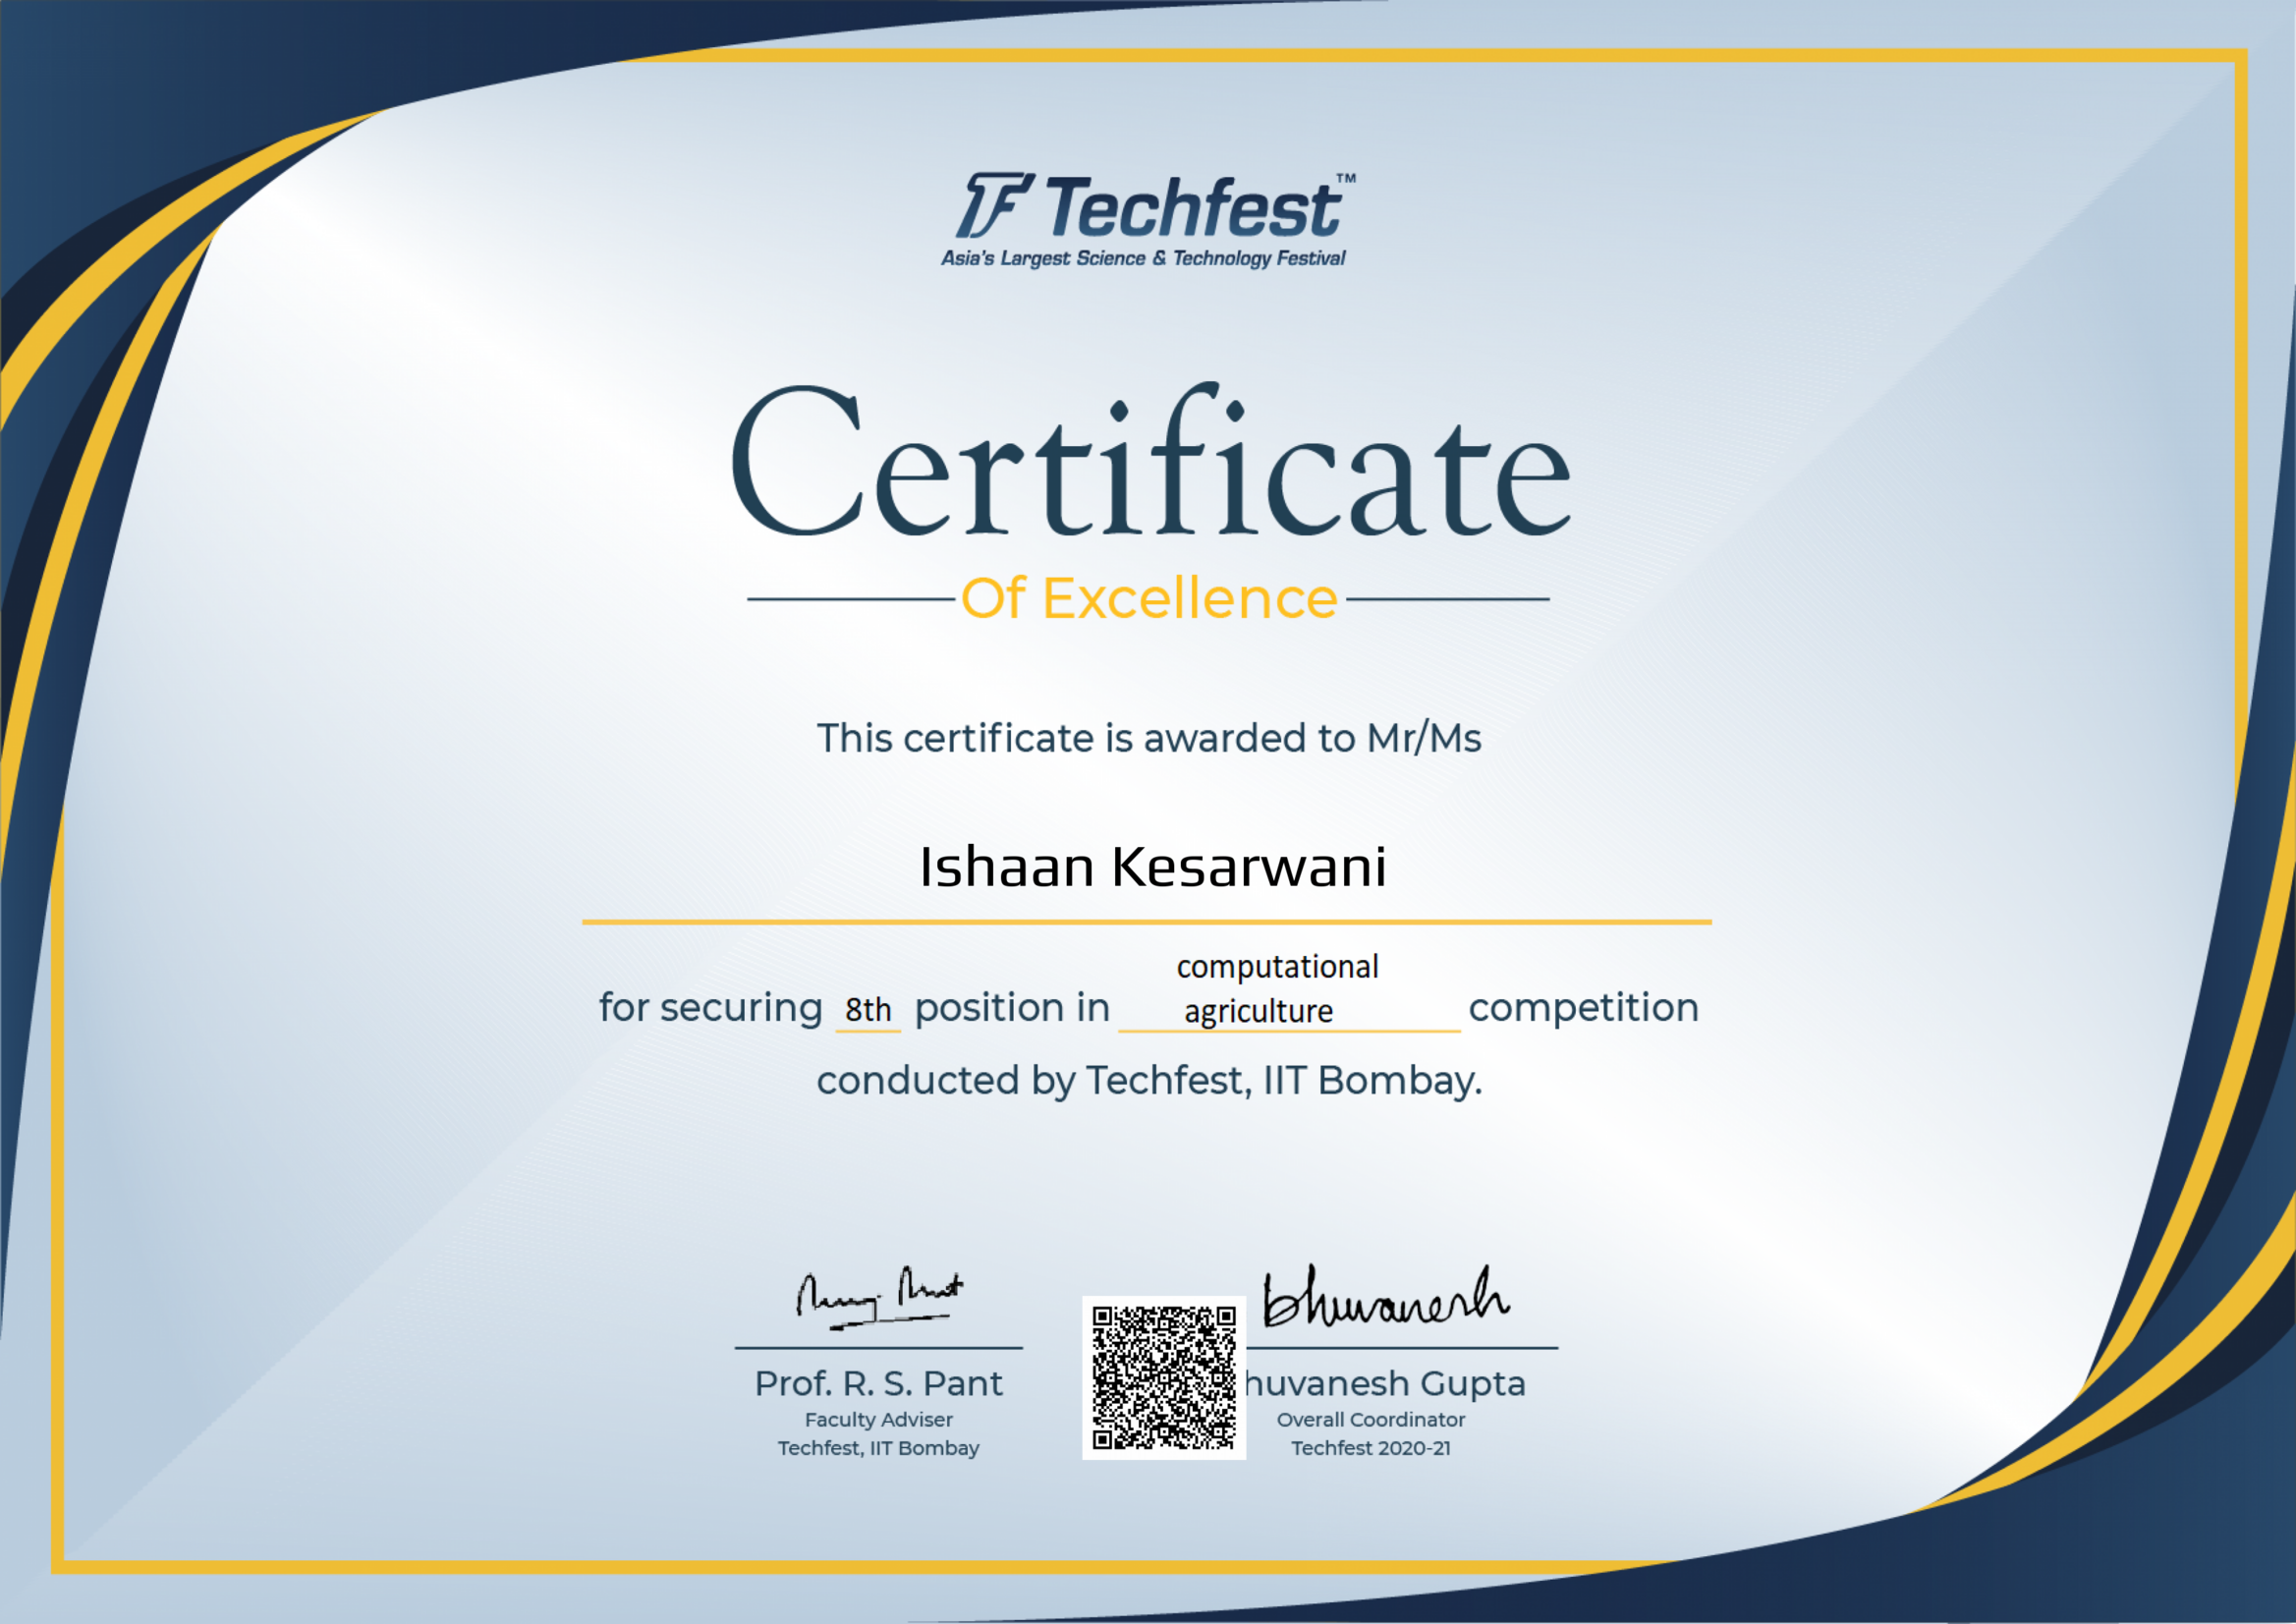 TF Techfest™
Asia's Largest Science & Technology Festival
Certificate
Of Excellence
This certificate is awarded to Mr/Ms
Ishaan Kesarwani
for securing 8th position in computational agriculture competition
conducted by Techfest, IIT Bombay.
bhuvanesh
Prof. R. S. Pant
huvanesh Gupta
Faculty Adviser
Overall Coordinator
Techfest, IIT Bombay
Techfest 2020-21